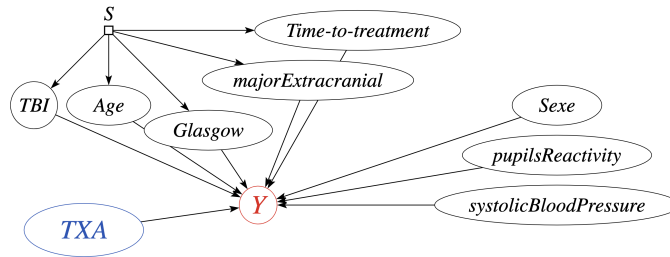 S
Time-to-treatment
majorExtracranial
TBI
Age
Sexe
Glasgow
pupilsReactivity
Y
systolicBloodPressure
TXA